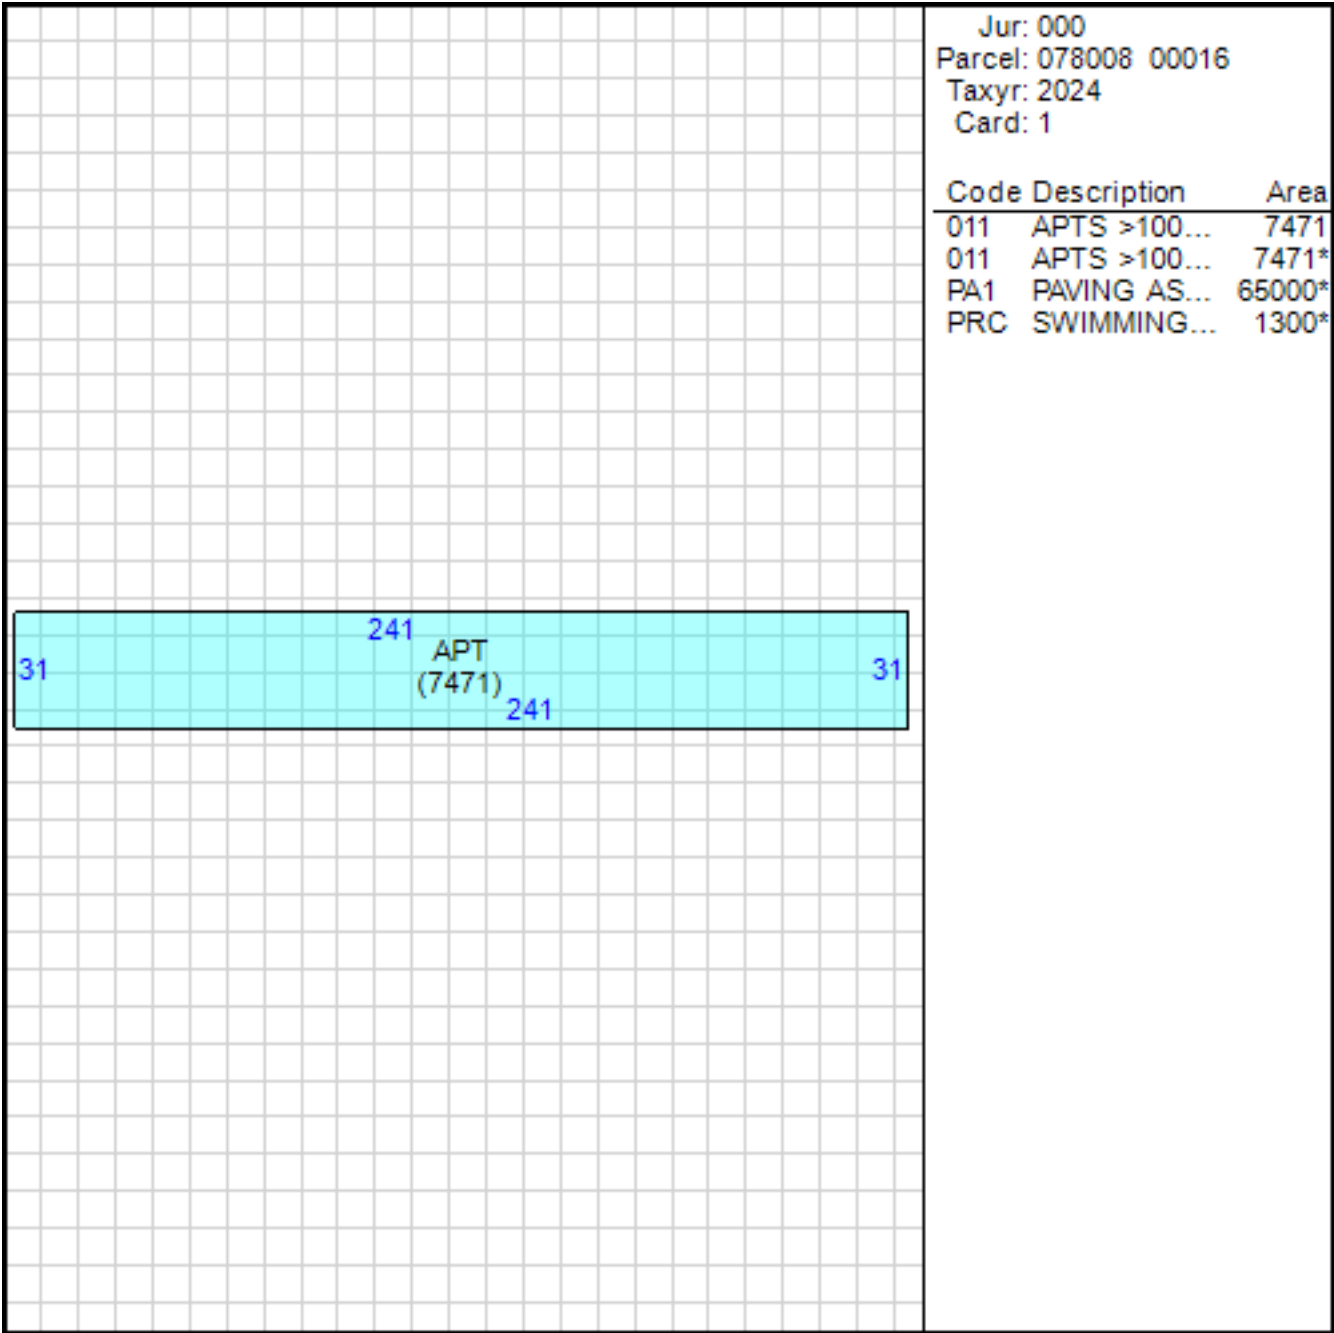 Jur: 000
Parcel: 078008 00016
Taxyr: 2024
Card: 1
Code Description Area
011 APTS >100... 7471
011 APTS >100... 7471*
PA1 PAVING AS... 65000*
PRC SWIMMING... 1300*
241
APT
31 31
(7471)
241